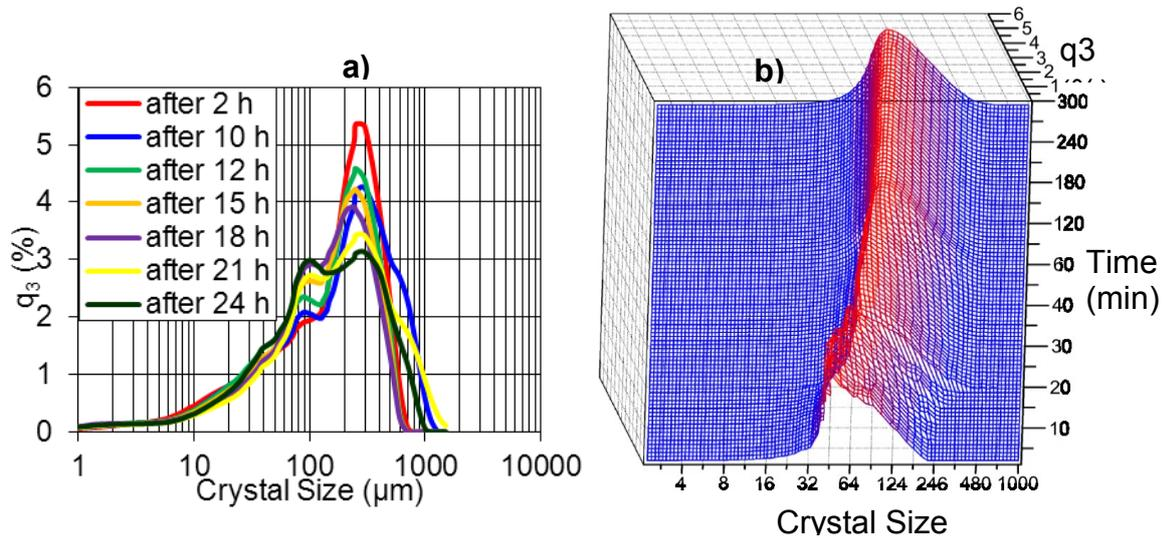 a)
6
5
4
3
2
1
0
q₃ (%)
after 2 h
after 10 h
after 12 h
after 15 h
after 18 h
after 21 h
after 24 h
1 10 100 1000 10000
Crystal Size (µm)
b)
6
5
4
3
2
1
q3
300
240
180
120
60
40
30
20
10
Time
(min)
4 8 16 32 64 124 246 480 1000
Crystal Size